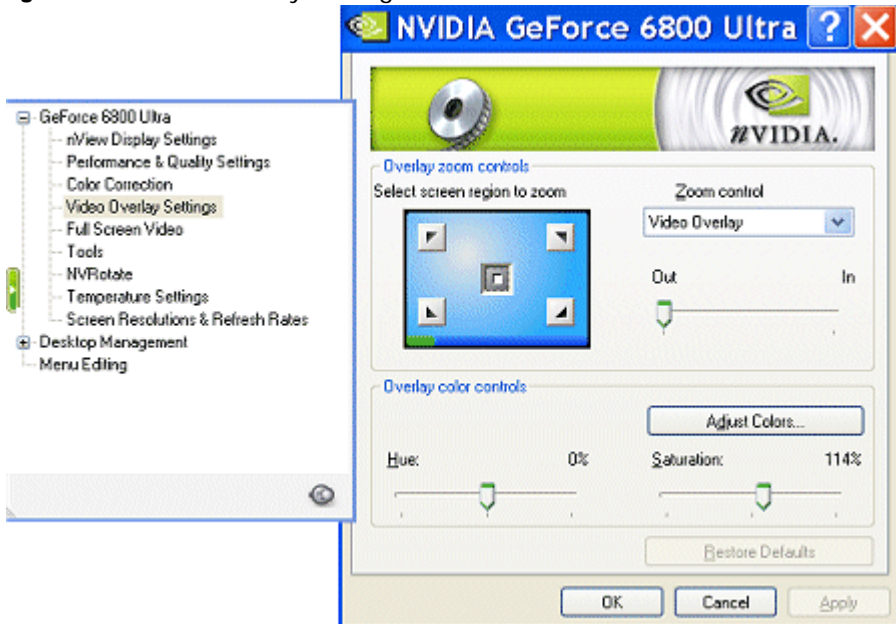 NVIDIA GeForce 6800 Ultra
NVIDIA.
GeForce 6800 Ultra
nView Display Settings
Performance & Quality Settings
Color Correction
Video Overlay Settings
Full Screen Video
Tools
NVRotate
Temperature Settings
Screen Resolutions & Refresh Rates
Desktop Management
Menu Editing
Overlay zoom controls
Select screen region to zoom
Zoom control
Video Overlay
Out In
Overlay color controls
Adjust Colors...
Hue: 0% Saturation: 114%
Restore Defaults
OK Cancel Apply